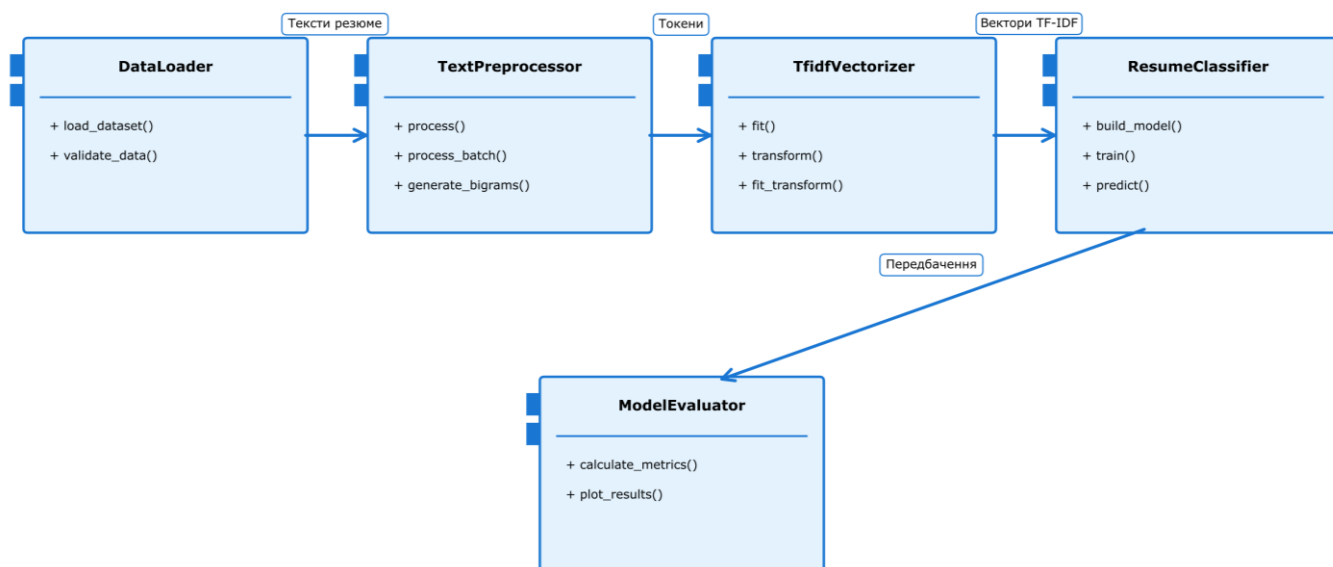 Тексти резюме
Токени
Вектори TF-IDF
DataLoader
+ load_dataset()
+ validate_data()
TextPreprocessor
+ process()
+ process_batch()
+ generate_bigrams()
TfidfVectorizer
+ fit()
+ transform()
+ fit_transform()
ResumeClassifier
+ build_model()
+ train()
+ predict()
Передбачення
ModelEvaluator
+ calculate_metrics()
+ plot_results()